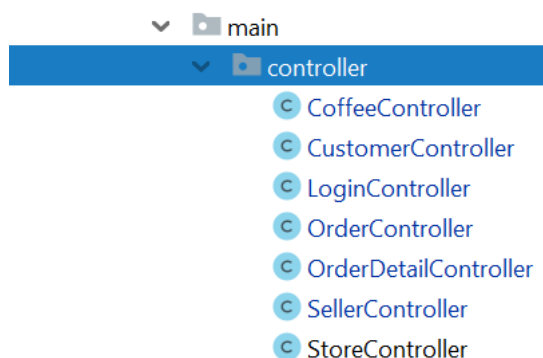 main
controller
C CoffeeController
C CustomerController
C LoginController
C OrderController
C OrderDetailController
C SellerController
C StoreController